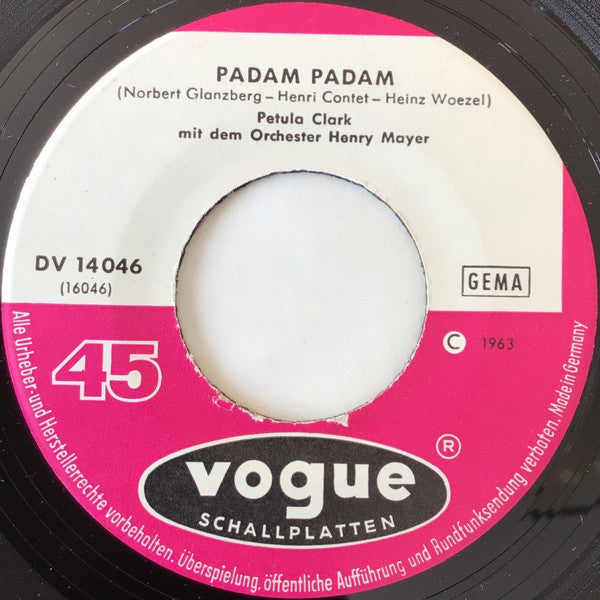 PADAM PADAM
(Norbert Glanzberg – Henri Contet – Heinz Woezel)
Petula Clark
mit dem Orchester Henry Mayer
DV 14046
(16046)
GEMA
C 1963
45
vogue ®
SCHALLPLATTEN
Alle Urheber- und Herstellerrechte vorbehalten. Überspielung, öffentliche Aufführung und Rundfunksendung verboten. Made in Germany